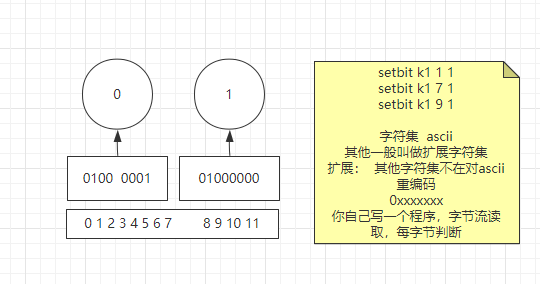 0 1
0100 0001 01000000
0 1 2 3 4 5 6 7 8 9 10 11
setbit k1 1 1
setbit k1 7 1
setbit k1 9 1
字符集 ascii
其他一般叫做扩展字符集
扩展： 其他字符集不在对ascii
重编码
0xxxxxxx
你自己写一个程序，字节流读
取，每字节判断